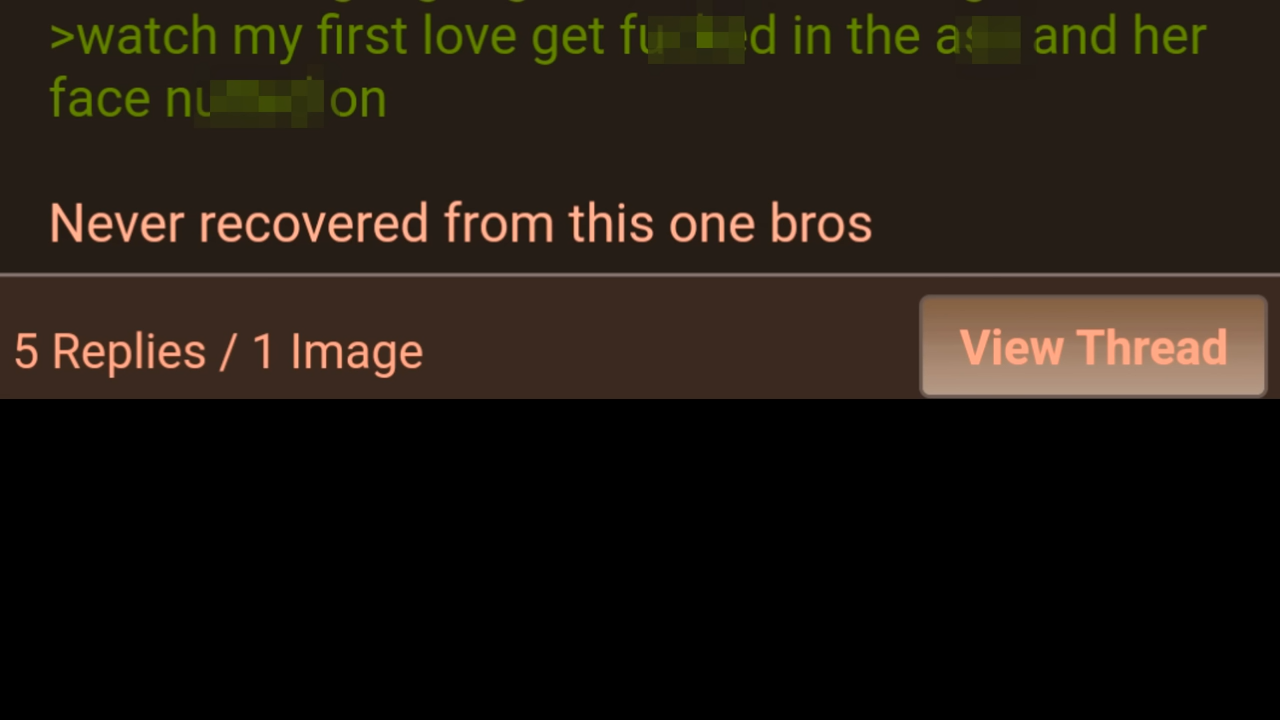 >watch my first love get in the and her
face
Never recovered from this one bros
5 Replies / 1 Image
View Thread